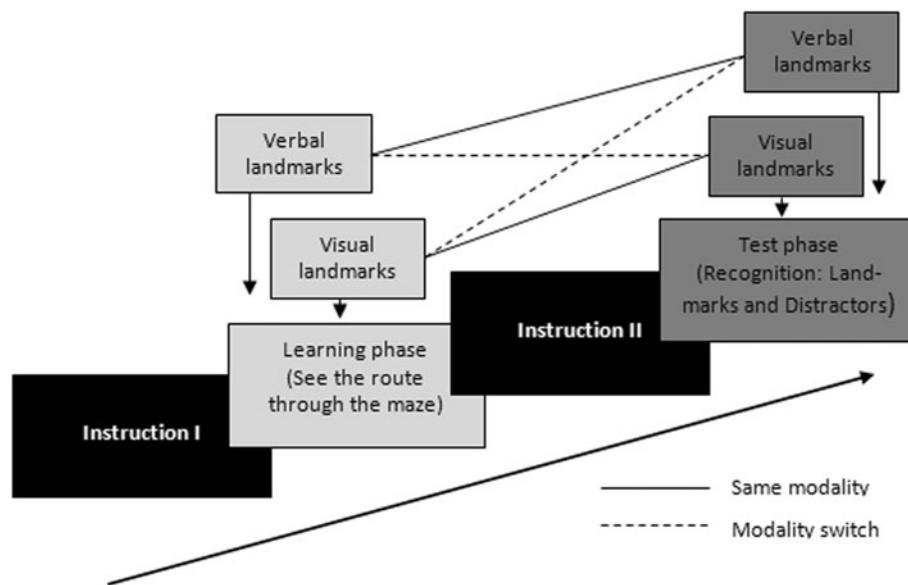 Verbal
landmarks
Verbal
landmarks
Visual
landmarks
Visual
landmarks
Test phase
(Recognition: Land-
marks and Distractors)
Instruction II
Learning phase
(See the route
through the maze)
Instruction I
Same modality
Modality switch